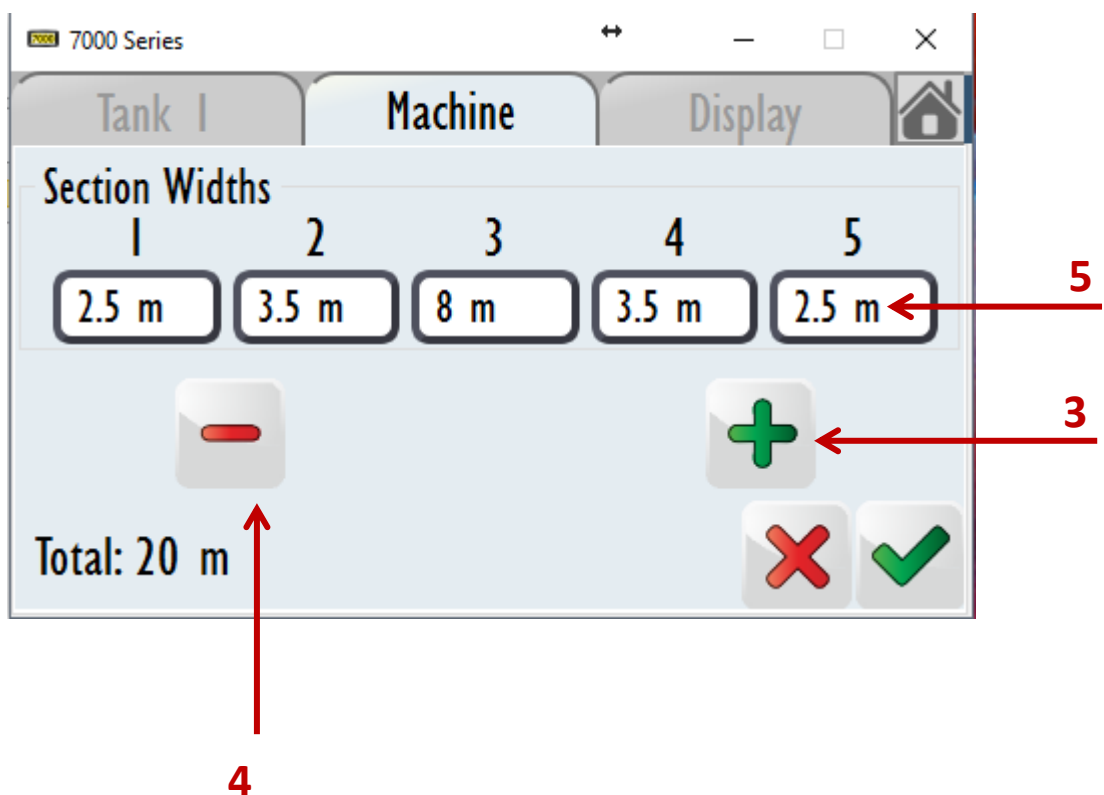 7000 7000 Series
Tank 1 Machine Display
Section Widths
1 2 3 4 5
2.5 m 3.5 m 8 m 3.5 m 2.5 m 5
3
Total: 20 m
4